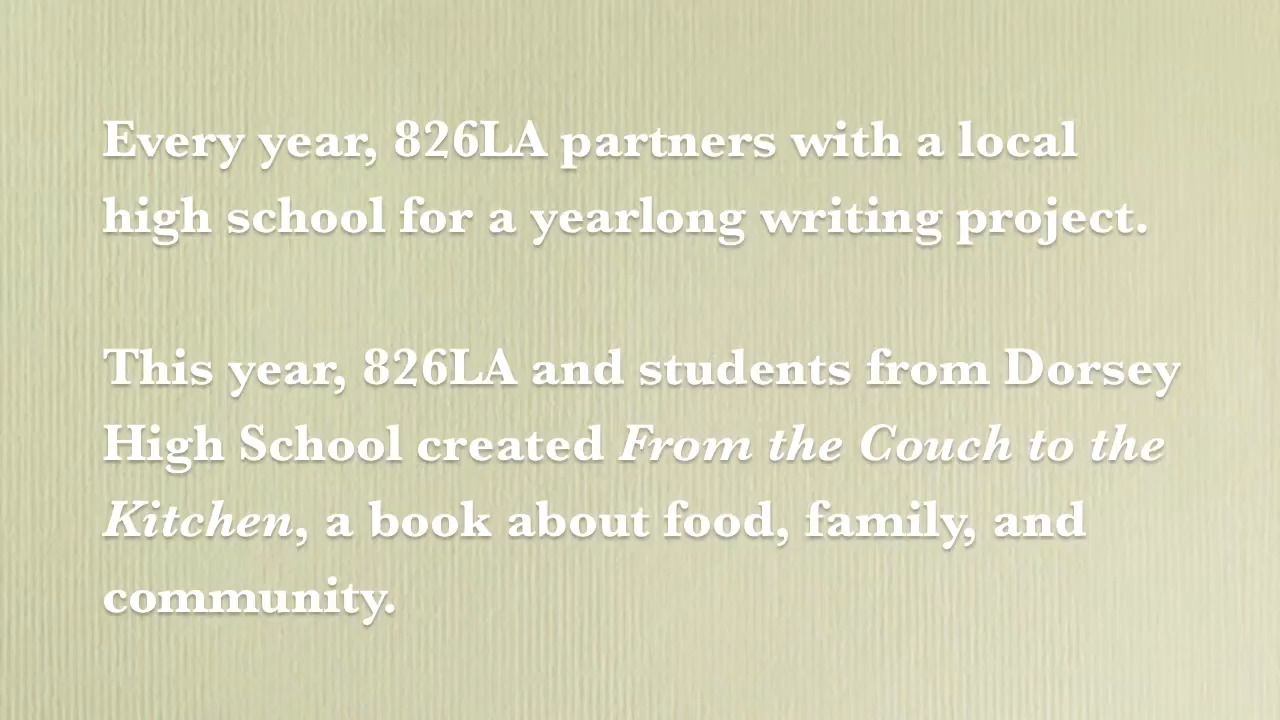 Every year, 826LA partners with a local
high school for a yearlong writing project.
This year, 826LA and students from Dorsey
High School created From the Couch to the
Kitchen, a book about food, family, and
community.